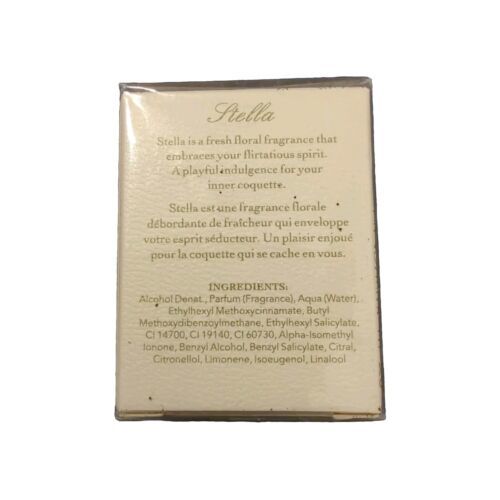 Stella
Stella is a fresh floral fragrance that
embraces your flirtatious spirit.
A playful indulgence for your
inner coquette.
Stella est une fragrance florale
débordante de fraîcheur qui enveloppe
votre esprit séducteur. Un plaisir enjoué
pour la coquette qui se cache en vous.
INGREDIENTS:
Alcohol Denat., Parfum (Fragrance), Aqua (Water),
Ethylhexyl Methoxycinnamate, Butyl
Methoxydibenzoylmethane, Ethylhexyl Salicylate,
CI 14700, CI 19140, CI 60730, Alpha-Isomethyl
Ionone, Benzyl Alcohol, Benzyl Salicylate, Citral,
Citronellol, Limonene, Isoeugenol, Linalool